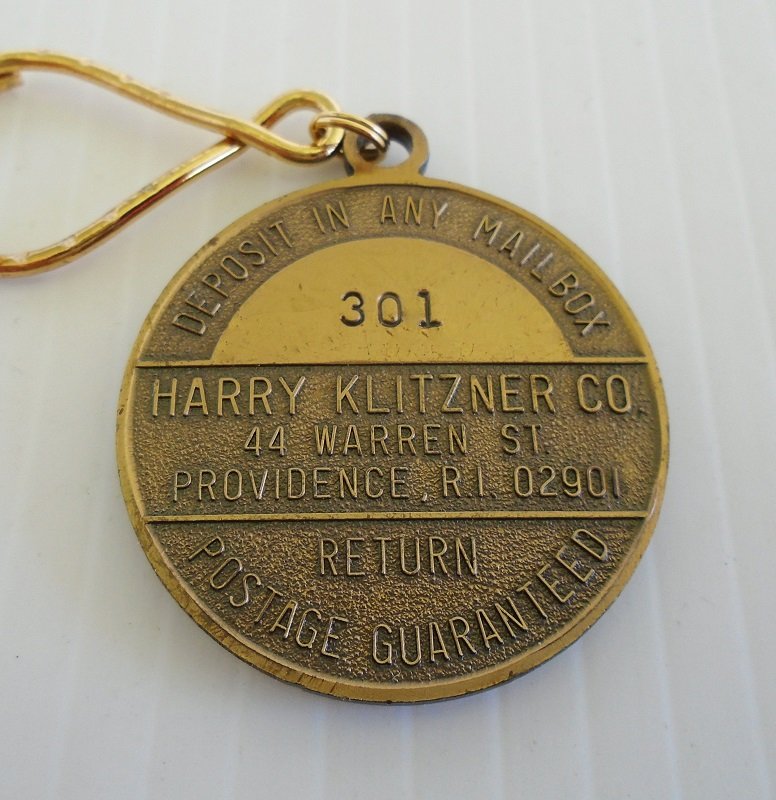 DEPOSIT IN ANY MAILBOX
301
HARRY KLITZNER CO.
44 WARREN ST.
PROVIDENCE, R.I. 02901
RETURN
POSTAGE GUARANTEED